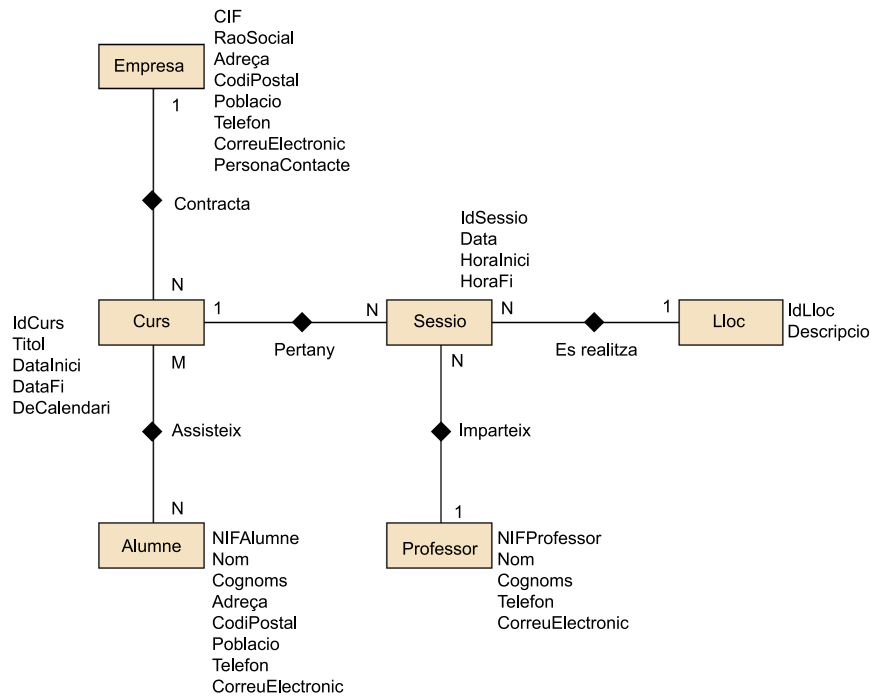 CIF
RaoSocial
Adreça
CodiPostal
Poblacio
Telefon
CorreuElectronic
PersonaContacte
Empresa
1
Contracta
N
IdSessio
Data
HoraInici
HoraFi
IdCurs
Titol
DataInici
DataFi
DeCalendari
Curs
1
Pertany
N
Sessio
N
Es realitza
1
Lloc
IdLloc
Descripcio
M
Assisteix
N
N
Imparteix
1
Alumne
NIFAlumne
Nom
Cognoms
Adreça
CodiPostal
Poblacio
Telefon
CorreuElectronic
Professor
NIFProfessor
Nom
Cognoms
Telefon
CorreuElectronic